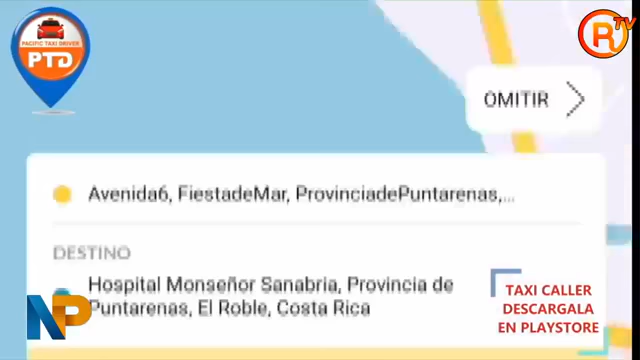 PACIFIC TAXI DRIVER
PTD
R TV
OMITIR
Avenida6, FiestadeMar, ProvinciadePuntarenas,...
DESTINO
Hospital Monseñor Sanabria, Provincia de
Puntarenas, El Roble, Costa Rica
NP
TAXI CALLER
DESCARGALA
EN PLAYSTORE